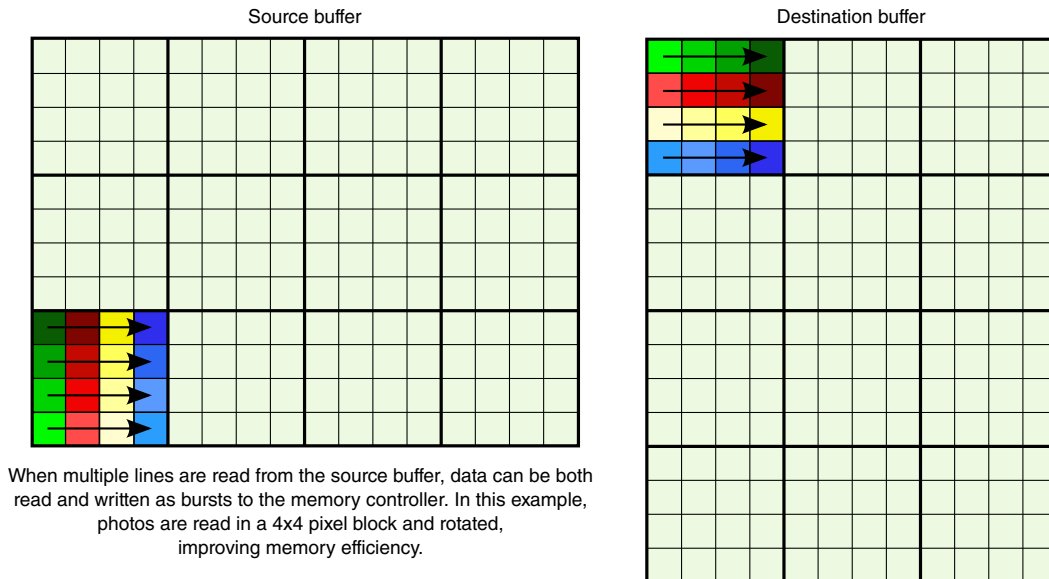 Source buffer
Destination buffer
When multiple lines are read from the source buffer, data can be both
read and written as bursts to the memory controller. In this example,
photos are read in a 4x4 pixel block and rotated,
improving memory efficiency.